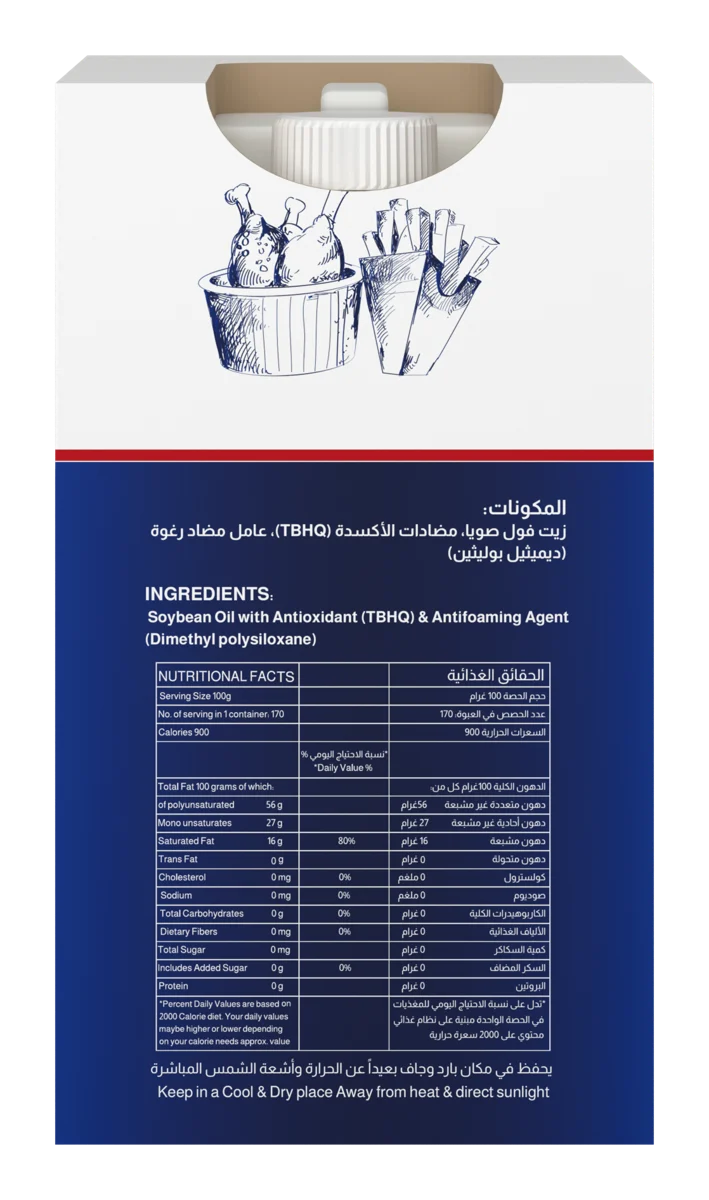 المكونات:
زيت فول صويا، مضادات الأكسدة (TBHQ)، عامل مضاد رغوة
(ديميثيل بوليثين)
INGREDIENTS:
Soybean Oil with Antioxidant (TBHQ) & Antifoaming Agent
(Dimethyl polysiloxane)
NUTRITIONAL FACTS الحقائق الغذائية
Serving Size 100g حجم الحصة 100 غرام
No. of serving in 1 container: 170 عدد الحصص في العبوة: 170
Calories 900 السعرات الحرارية 900
*نسبة الاحتياج اليومي %
*Daily Value %
Total Fat 100 grams of which: الدهون الكلية 100غرام كل من:
of polyunsaturated 56 g 56غرام دهون متعددة غير مشبعة
Mono unsaturates 27 g 27 غرام دهون أحادية غير مشبعة
Saturated Fat 16 g 80% 16 غرام دهون مشبعة
Trans Fat 0 g 0 غرام دهون متحولة
Cholesterol 0 mg 0% 0 ملغم كولسترول
Sodium 0 mg 0% 0 ملغم صوديوم
Total Carbohydrates 0 g 0% 0 غرام الكاربوهيدرات الكلية
Dietary Fibers 0 mg 0% 0 غرام الألياف الغذائية
Total Sugar 0 mg 0 غرام كمية السكاكر
Includes Added Sugar 0 g 0% 0 غرام السكر المضاف
Protein 0 g 0 غرام البروتين
*Percent Daily Values are based on
2000 Calorie diet. Your daily values
maybe higher or lower depending
on your calorie needs approx. value
*تدل على نسبة الاحتياج اليومي للمغذيات
في الحصة الواحدة مبنية على نظام غذائي
محتوي على 2000 سعرة حرارية
يحفظ في مكان بارد وجاف بعيداً عن الحرارة وأشعة الشمس المباشرة
Keep in a Cool & Dry place Away from heat & direct sunlight